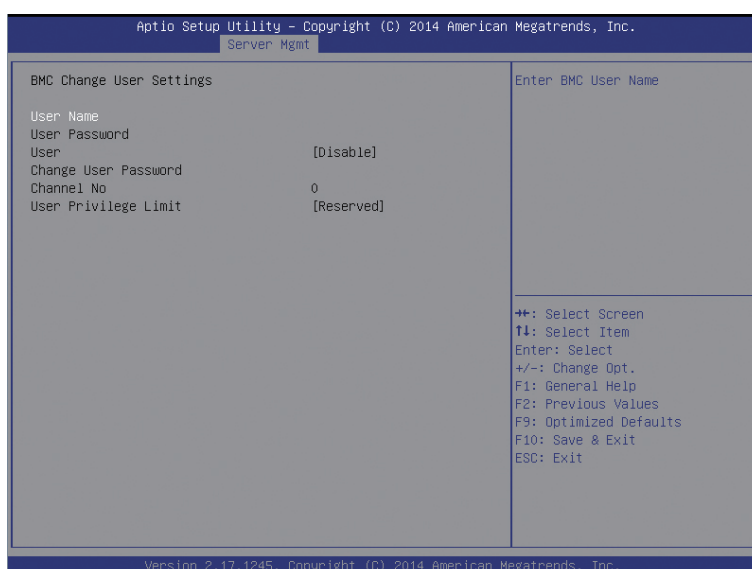 Aptio Setup Utility – Copyright (C) 2014 American Megatrends, Inc.
Server Mgmt
BMC Change User Settings
User Name
User Password
User [Disable]
Change User Password
Channel No 0
User Privilege Limit [Reserved]
Enter BMC User Name
→←: Select Screen
↑↓: Select Item
Enter: Select
+/-: Change Opt.
F1: General Help
F2: Previous Values
F9: Optimized Defaults
F10: Save & Exit
ESC: Exit
Version 2.17.1245. Copyright (C) 2014 American Megatrends, Inc.